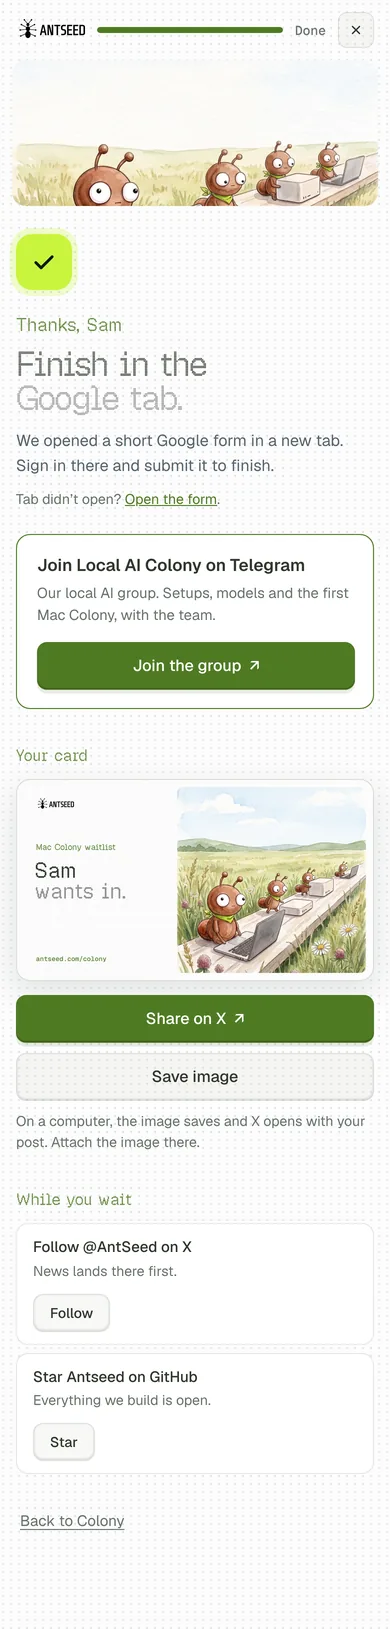 ANTSEED
Done
Thanks, Sam
Finish in the
Google tab.
We opened a short Google form in a new tab.
Sign in there and submit it to finish.
Tab didn't open? Open the form.
Join Local AI Colony on Telegram
Our local AI group. Setups, models and the first
Mac Colony, with the team.
Join the group ↗
Your card
ANTSEED
Mac Colony waitlist
Sam
wants in.
antseed.com/colony
Share on X ↗
Save image
On a computer, the image saves and X opens with your
post. Attach the image there.
While you wait
Follow @AntSeed on X
News lands there first.
Follow
Star Antseed on GitHub
Everything we build is open.
Star
Back to Colony